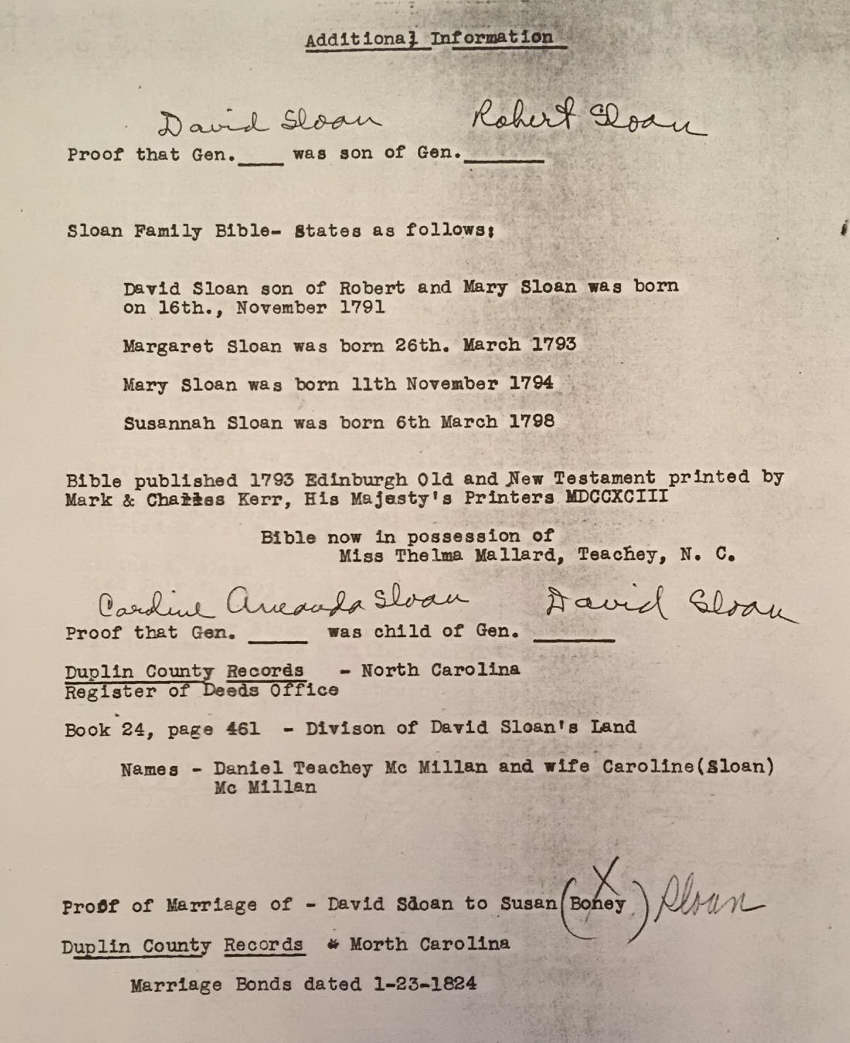 Additional Information
David Sloan Robert Sloan
Proof that Gen.____ was son of Gen._______
Sloan Family Bible- States as follows;
David Sloan son of Robert and Mary Sloan was born
on 16th., November 1791
Margaret Sloan was born 26th. March 1793
Mary Sloan was born 11th November 1794
Susannah Sloan was born 6th March 1798
Bible published 1793 Edinburgh Old and New Testament printed by
Mark & Charles Kerr, His Majesty's Printers MDCCXCIII
Bible now in possession of
Miss Thelma Mallard, Teachey, N. C.
Caroline Amanda Sloan David Sloan
Proof that Gen. _____ was child of Gen. _______
Duplin County Records - North Carolina
Register of Deeds Office
Book 24, page 461 - Divison of David Sloan's Land
Names - Daniel Teachey Mc Millan and wife Caroline(Sloan)
Mc Millan
Proof of Marriage of - David Sloan to Susan (Boney) Sloan
Duplin County Records & Morth Carolina
Marriage Bonds dated 1-23-1824